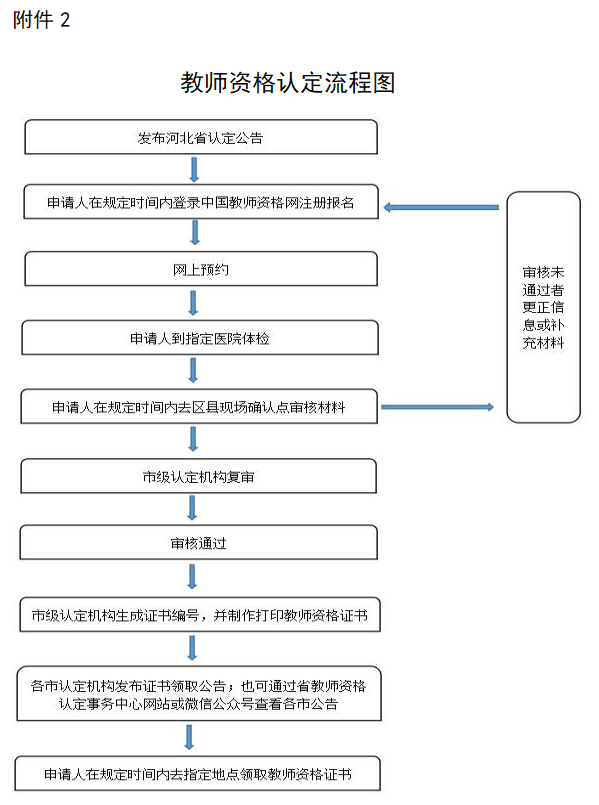 附件 2
教师资格认定流程图
发布河北省认定公告
申请人在规定时间内登录中国教师资格网注册报名
网上预约
申请人到指定医院体检
申请人在规定时间内去区县现场确认点审核材料
审核未
通过者
更正信
息或补
充材料
市级认定机构复审
审核通过
市级认定机构生成证书编号，并制作打印教师资格证书
各市认定机构发布证书领取公告；也可通过省教师资格
认定事务中心网站或微信公众号查看各市公告
申请人在规定时间内去指定地点领取教师资格证书